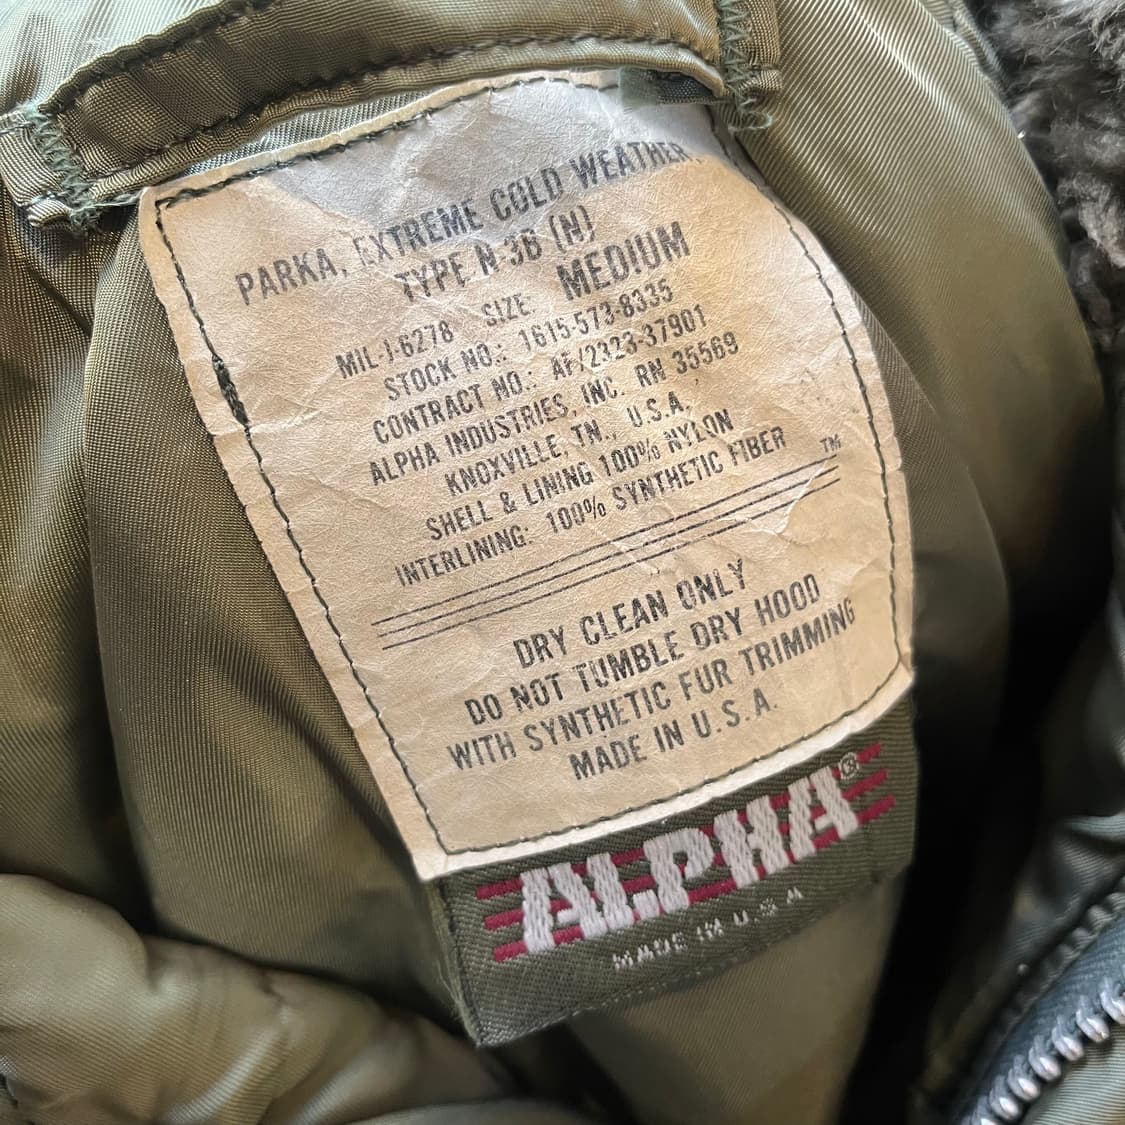 PARKA, EXTREME COLD WEATHER,
TYPE N-3B (N)
MIL-J-6278 SIZE: MEDIUM
STOCK NO.: 1615-573-8335
CONTRACT NO.: AF/2323-37901
ALPHA INDUSTRIES, INC. RN 35569
KNOXVILLE, TN., U.S.A.
SHELL & LINING 100% NYLON
INTERLINING: 100% SYNTHETIC FIBER TM
DRY CLEAN ONLY
DO NOT TUMBLE DRY HOOD
WITH SYNTHETIC FUR TRIMMING
MADE IN U.S.A.
ALPHA®
MADE IN U.S.A